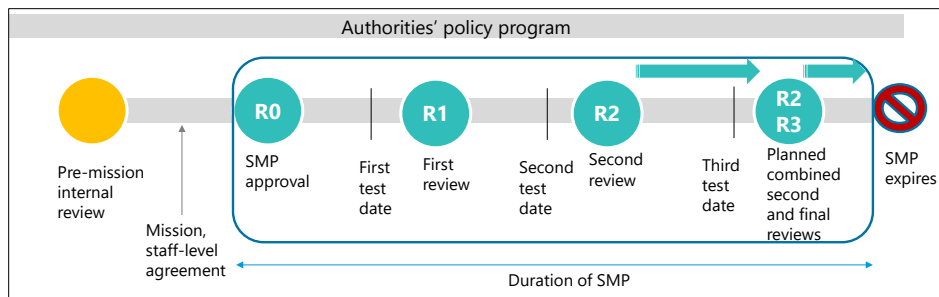 Authorities' policy program
R0
R1
R2
R2
R3
Pre-mission
internal
review
Mission,
staff-level
agreement
SMP
approval
First
test
date
First
review
Second
test
date
Second
review
Third
test
date
Planned
combined
second
and final
reviews
SMP
expires
Duration of SMP